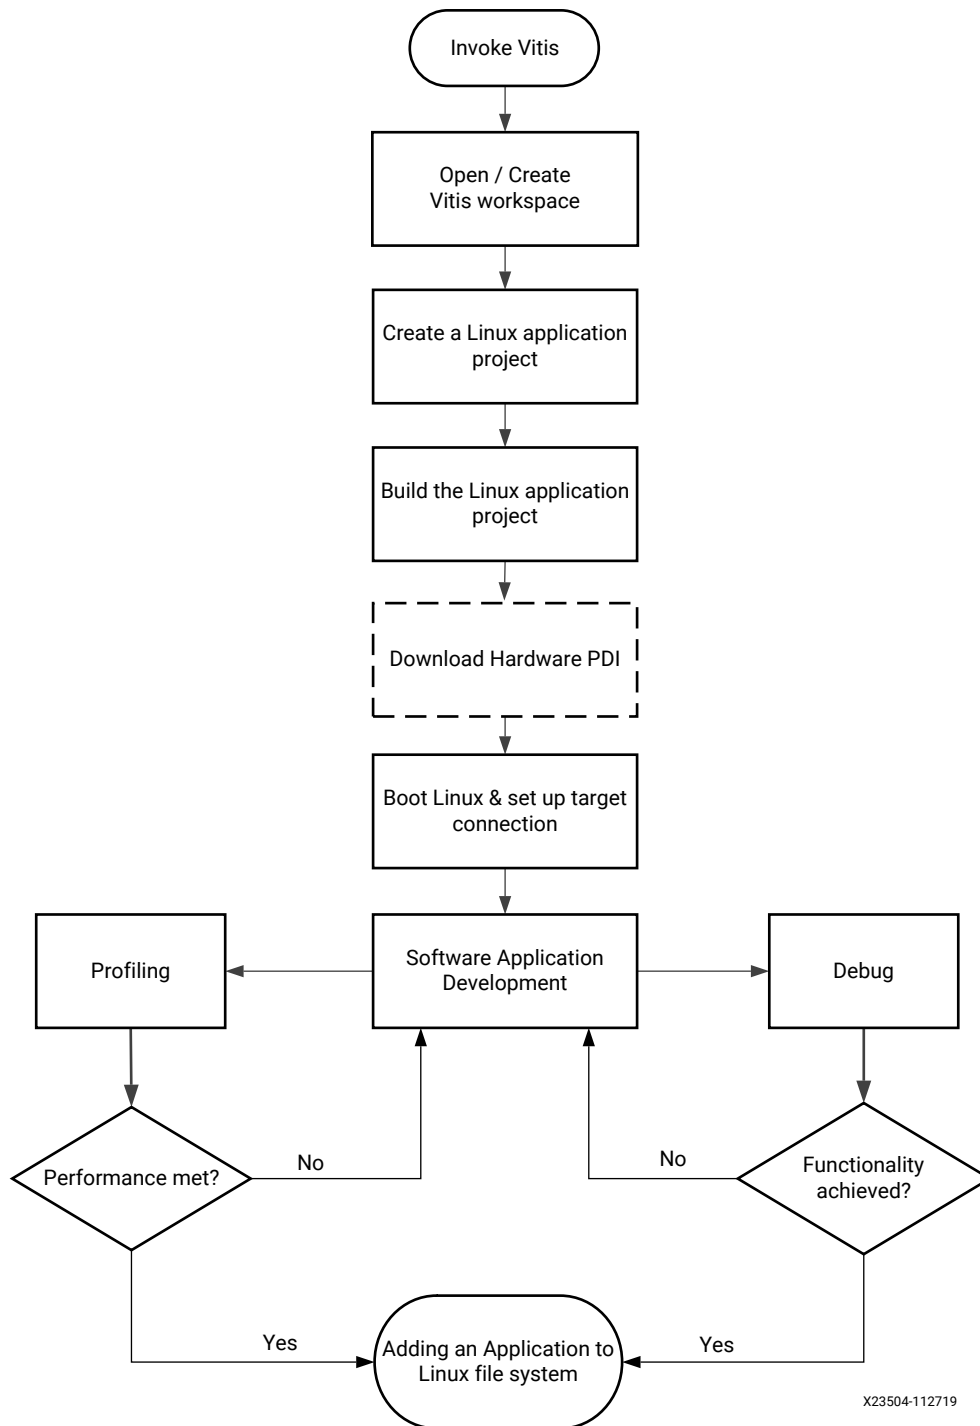 Invoke Vitis
Open / Create
Vitis workspace
Create a Linux application
project
Build the Linux application
project
Download Hardware PDI
Boot Linux & set up target
connection
Profiling
Software Application
Development
Debug
Performance met?
No
No
Functionality
achieved?
Yes
Adding an Application to
Linux file system
Yes
X23504-112719